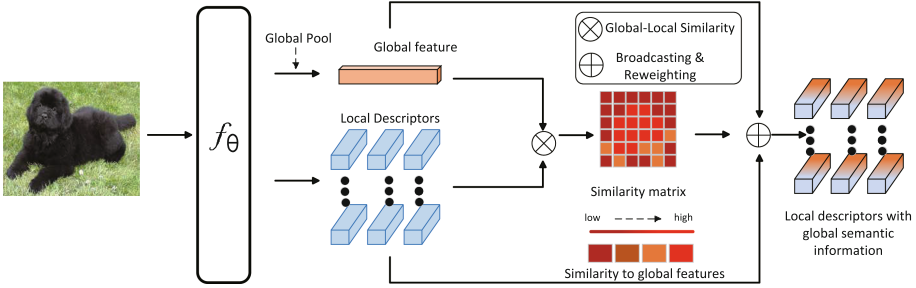 Global Pool
Global feature
Global-Local Similarity
Broadcasting &
Reweighting
fθ
Local Descriptors
Similarity matrix
low
high
Similarity to global features
Local descriptors with
global semantic
information